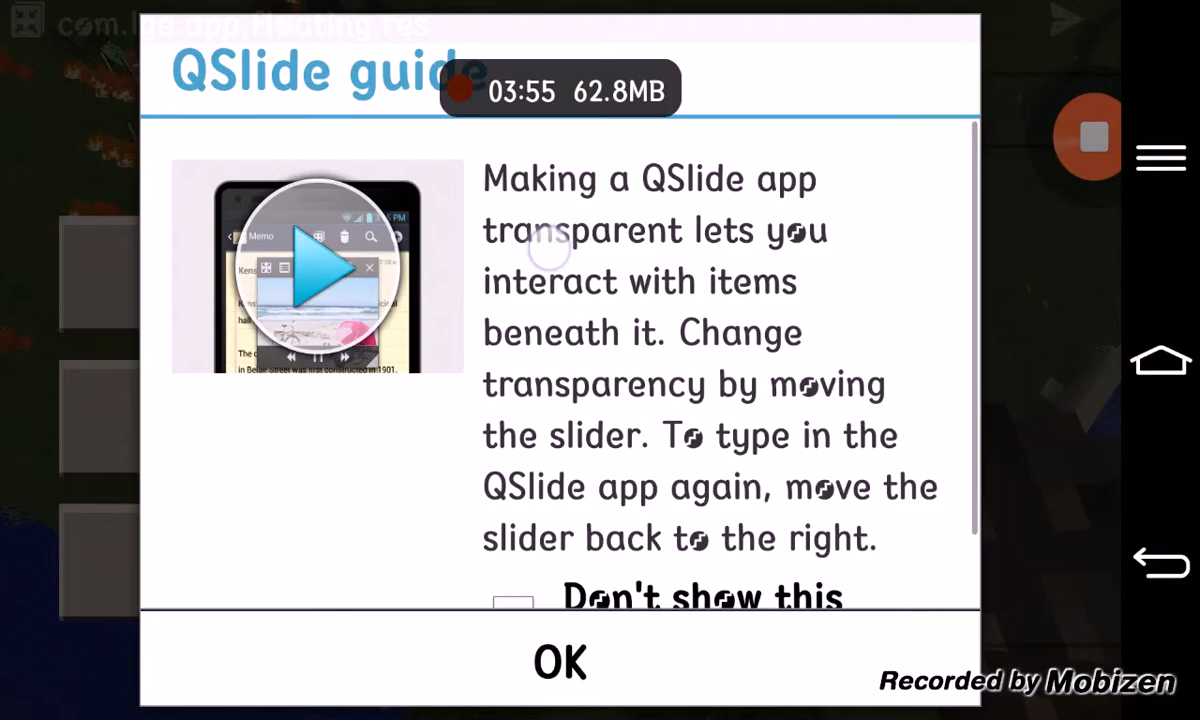 com.lge.app.floating.res
QSlide guide
03:55 62.8MB
Making a QSlide app
transparent lets you
interact with items
beneath it. Change
transparency by moving
the slider. To type in the
QSlide app again, move the
slider back to the right.
Don't show this
Memo
OK
Recorded by Mobizen